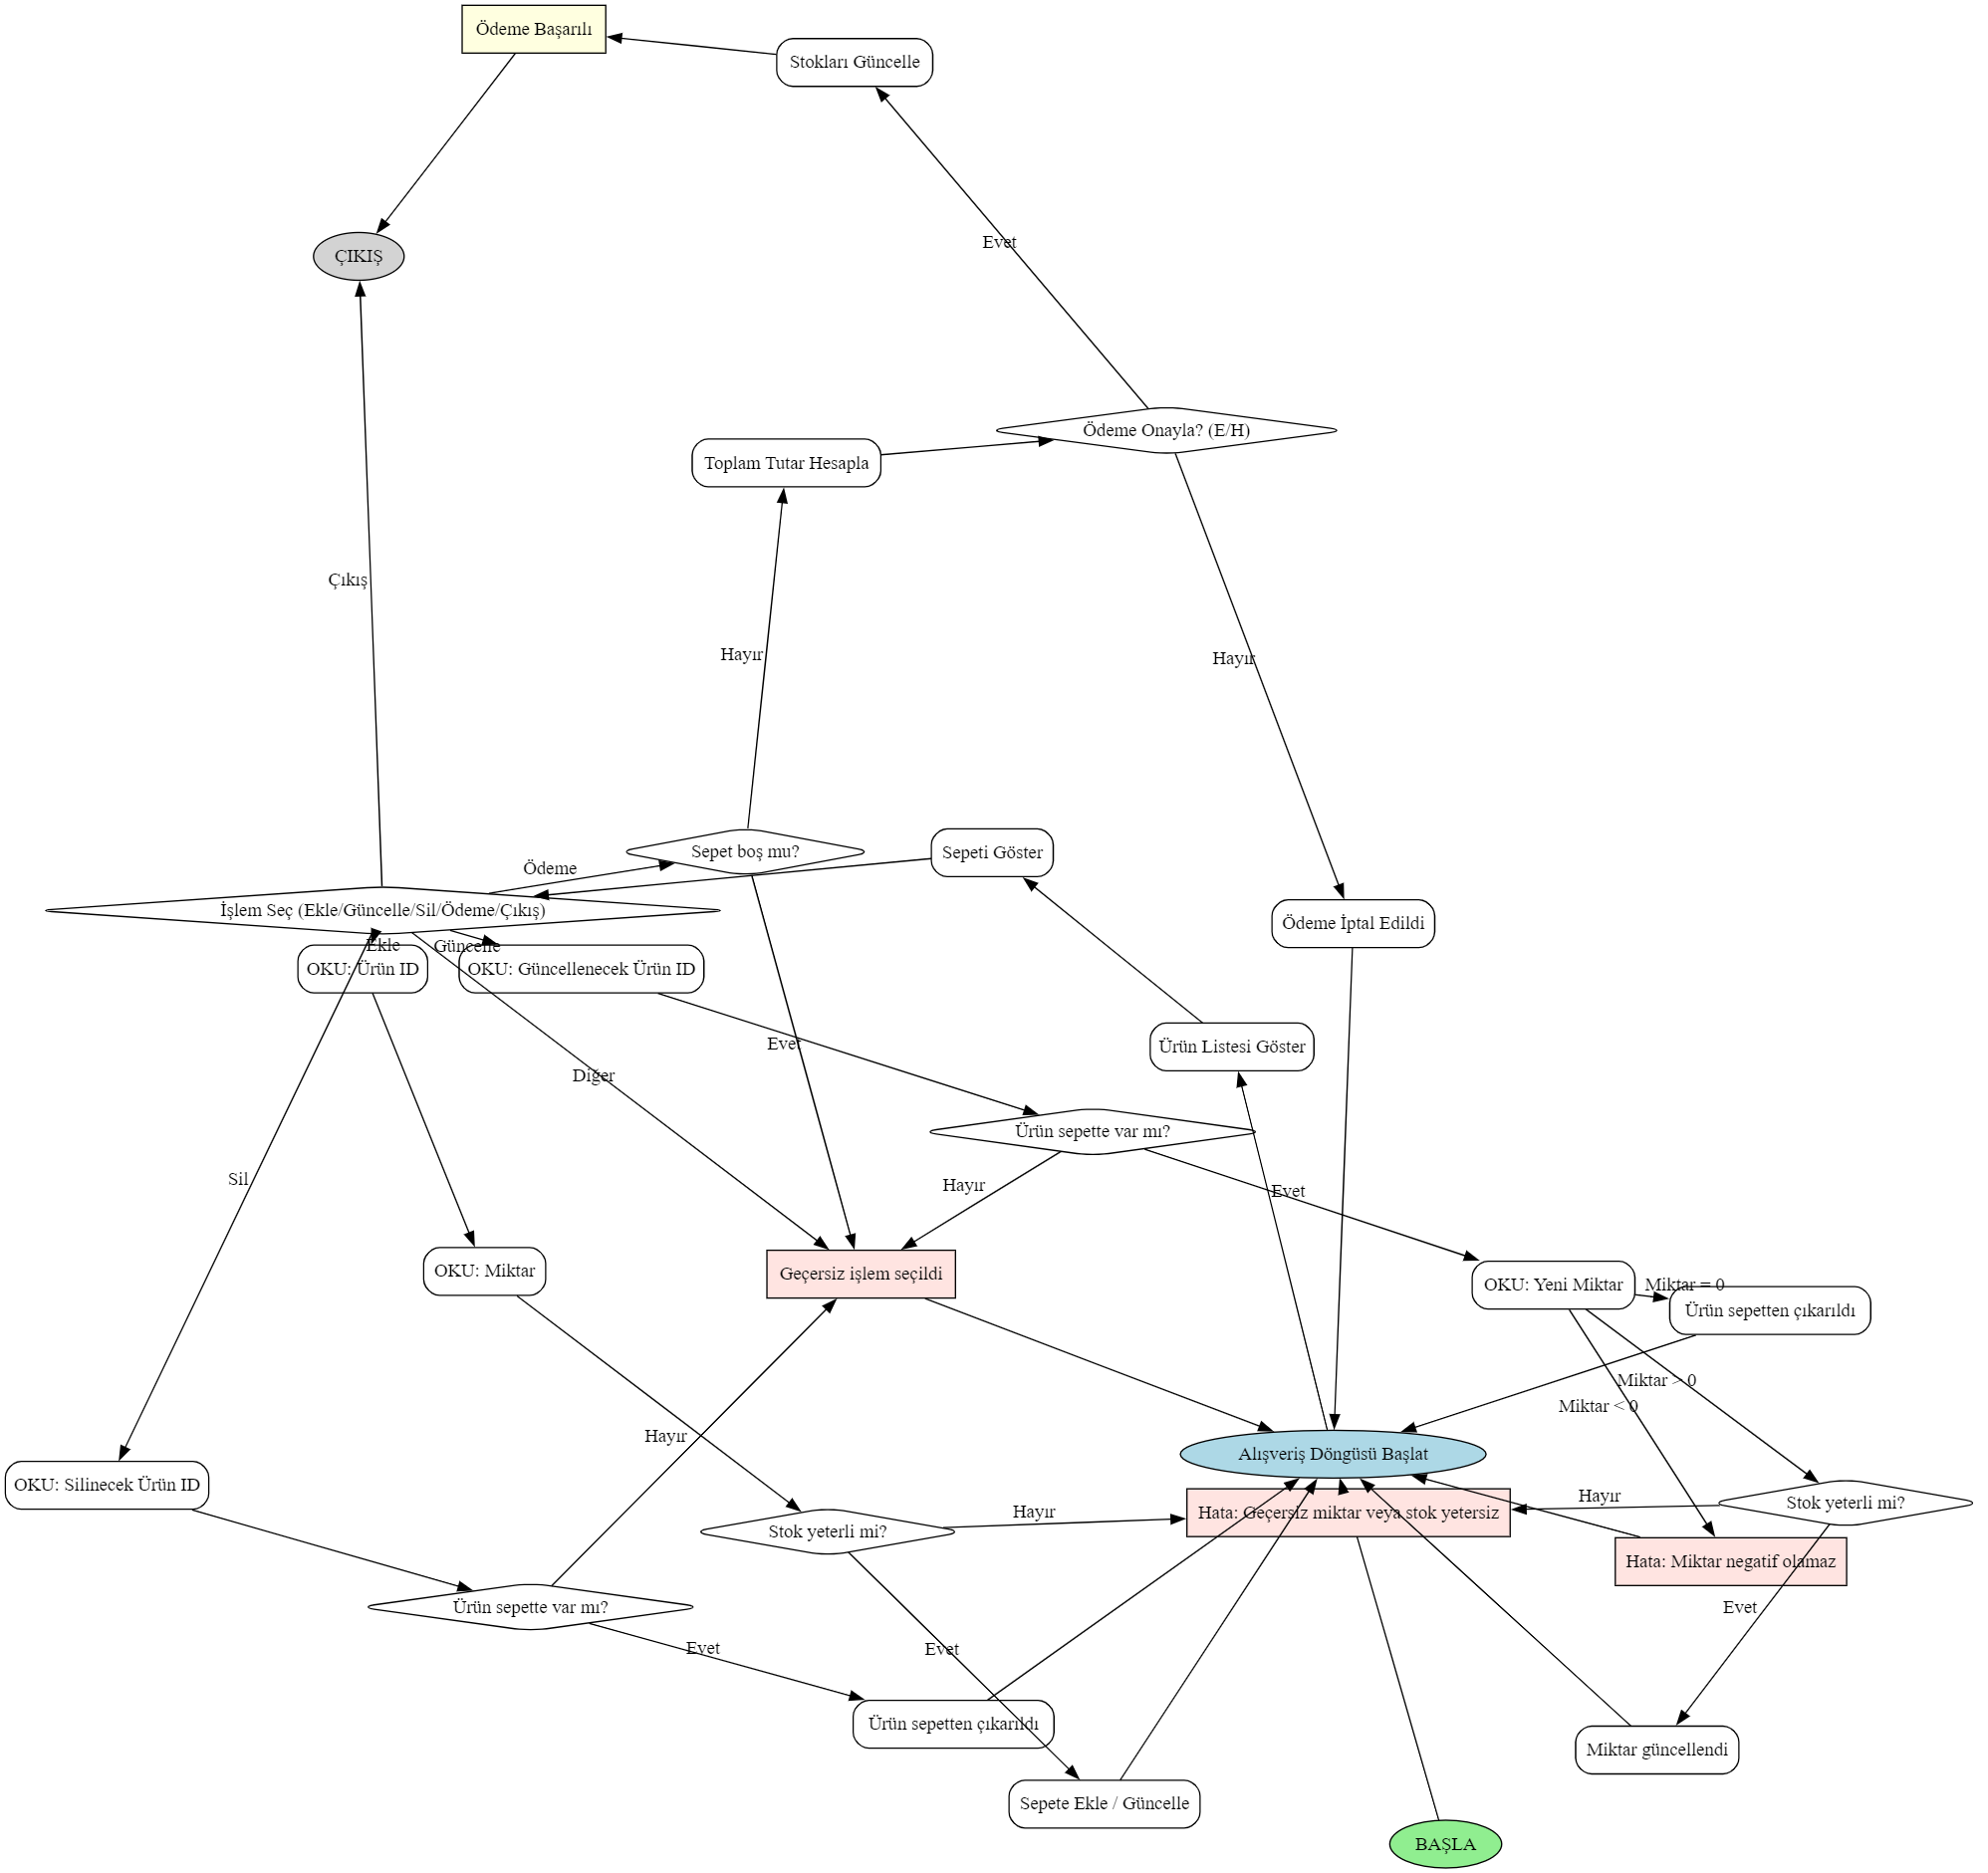 Ödeme Başarılı
Stokları Güncelle
Evet
ÇIKIŞ
Ödeme Onayla? (E/H)
Toplam Tutar Hesapla
Çıkış
Hayır
Hayır
Sepet boş mu?
Sepeti Göster
Ödeme
İşlem Seç (Ekle/Güncelle/Sil/Ödeme/Çıkış)
Ödeme İptal Edildi
Ekle
Güncelle
OKU: Ürün ID
OKU: Güncellenecek Ürün ID
Evet
Ürün Listesi Göster
Diğer
Ürün sepette var mı?
Sil
Hayır
Evet
OKU: Miktar
Geçersiz işlem seçildi
OKU: Yeni Miktar
Miktar = 0
Ürün sepetten çıkarıldı
Miktar > 0
Miktar < 0
Hayır
Alışveriş Döngüsü Başlat
OKU: Silinecek Ürün ID
Hayır
Stok yeterli mi?
Hayır
Hata: Geçersiz miktar veya stok yetersiz
Stok yeterli mi?
Hata: Miktar negatif olamaz
Ürün sepette var mı?
Evet
Evet
Evet
Ürün sepetten çıkarıldı
Miktar güncellendi
Sepete Ekle / Güncelle
BAŞLA